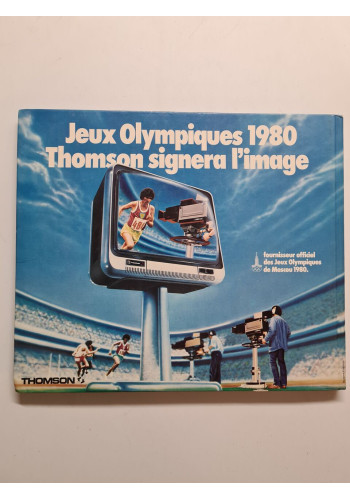 Jeux Olympiques 1980
Thomson signera l'image
fournisseur officiel
des Jeux Olympiques
de Moscou 1980.
THOMSON